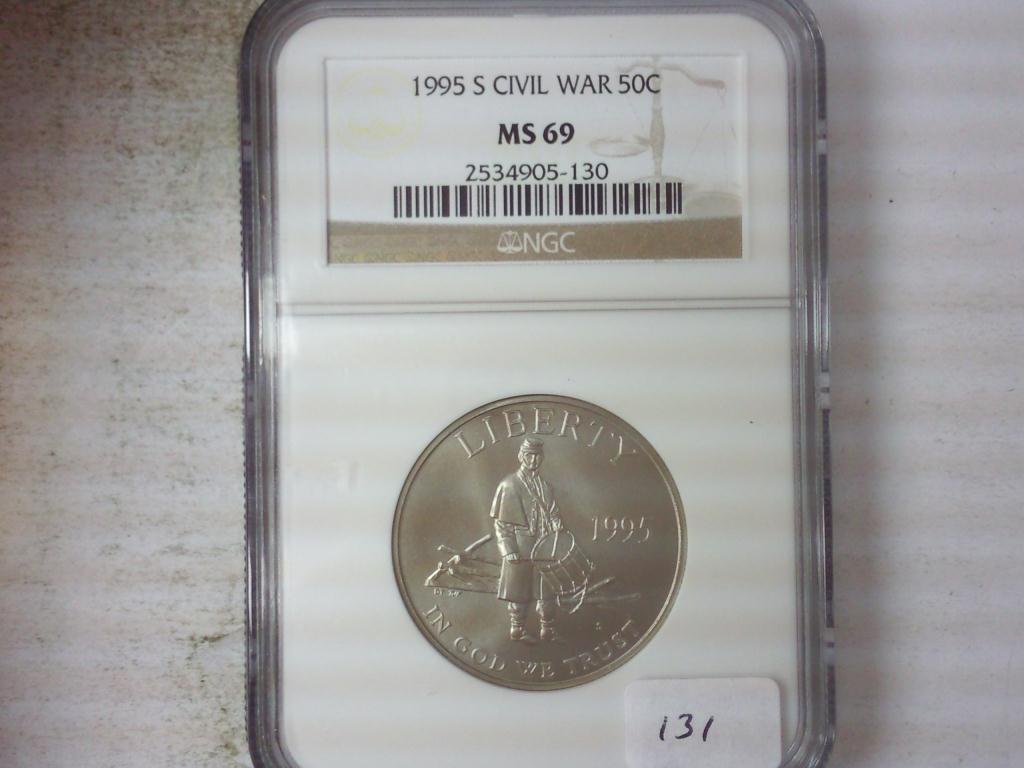 1995 S CIVIL WAR 50C
MS 69
2534905-130
NGC
LIBERTY
1995
IN GOD WE TRUST
131